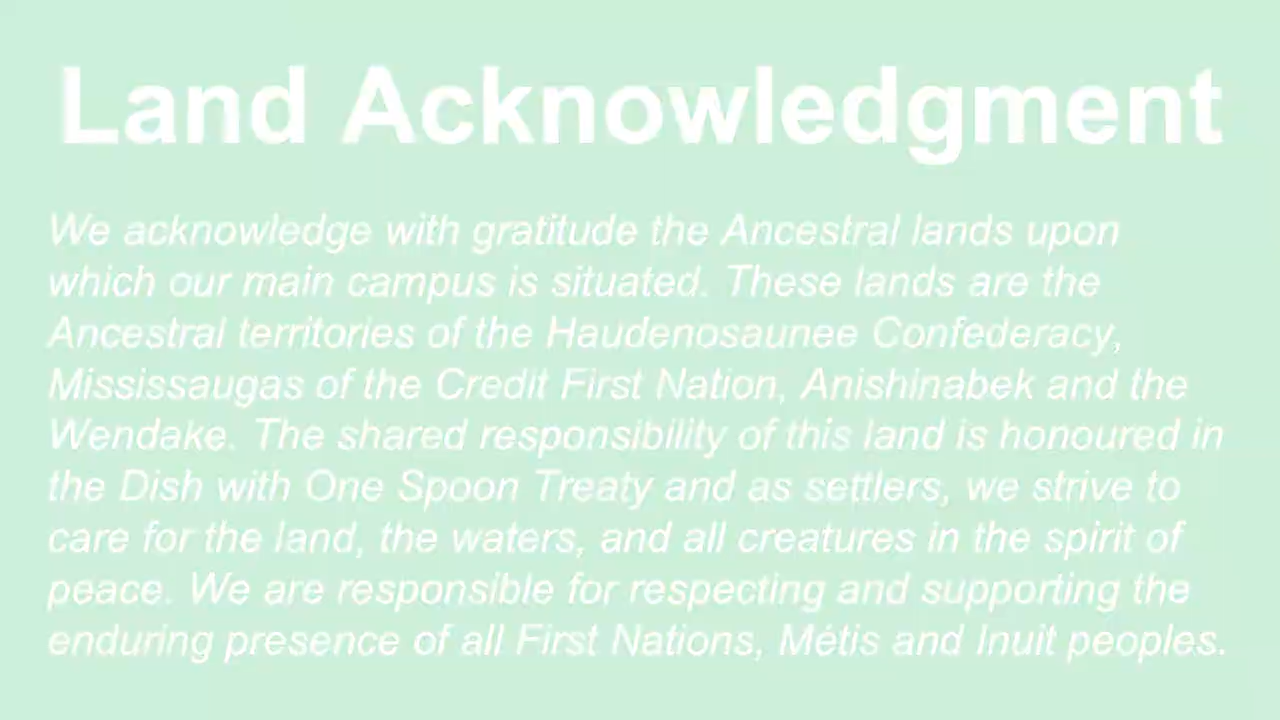 Land Acknowledgment
We acknowledge with gratitude the Ancestral lands upon
which our main campus is situated. These lands are the
Ancestral territories of the Haudenosaunee Confederacy,
Mississaugas of the Credit First Nation, Anishinabek and the
Wendake. The shared responsibility of this land is honoured in
the Dish with One Spoon Treaty and as settlers, we strive to
care for the land, the waters, and all creatures in the spirit of
peace. We are responsible for respecting and supporting the
enduring presence of all First Nations, Métis and Inuit peoples.